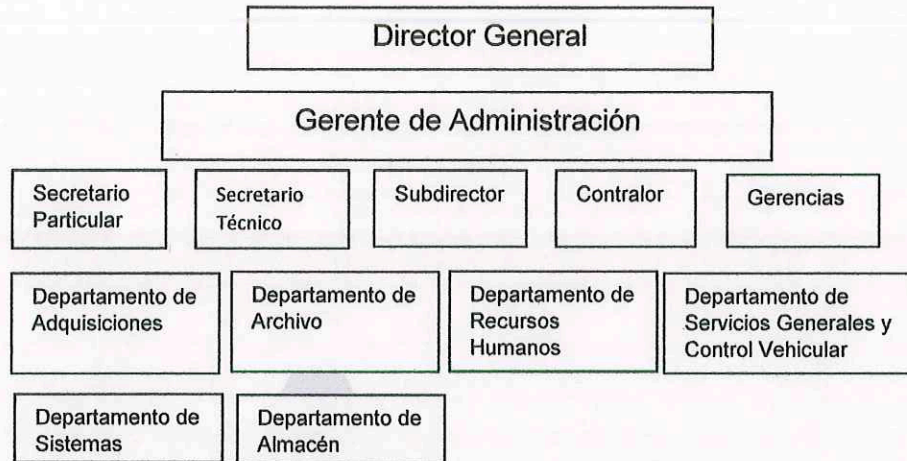 Director General
Gerente de Administración
Secretario
Particular
Secretario
Técnico
Subdirector
Contralor
Gerencias
Departamento de
Adquisiciones
Departamento de
Archivo
Departamento de
Recursos
Humanos
Departamento de
Servicios Generales y
Control Vehicular
Departamento de
Sistemas
Departamento de
Almacén